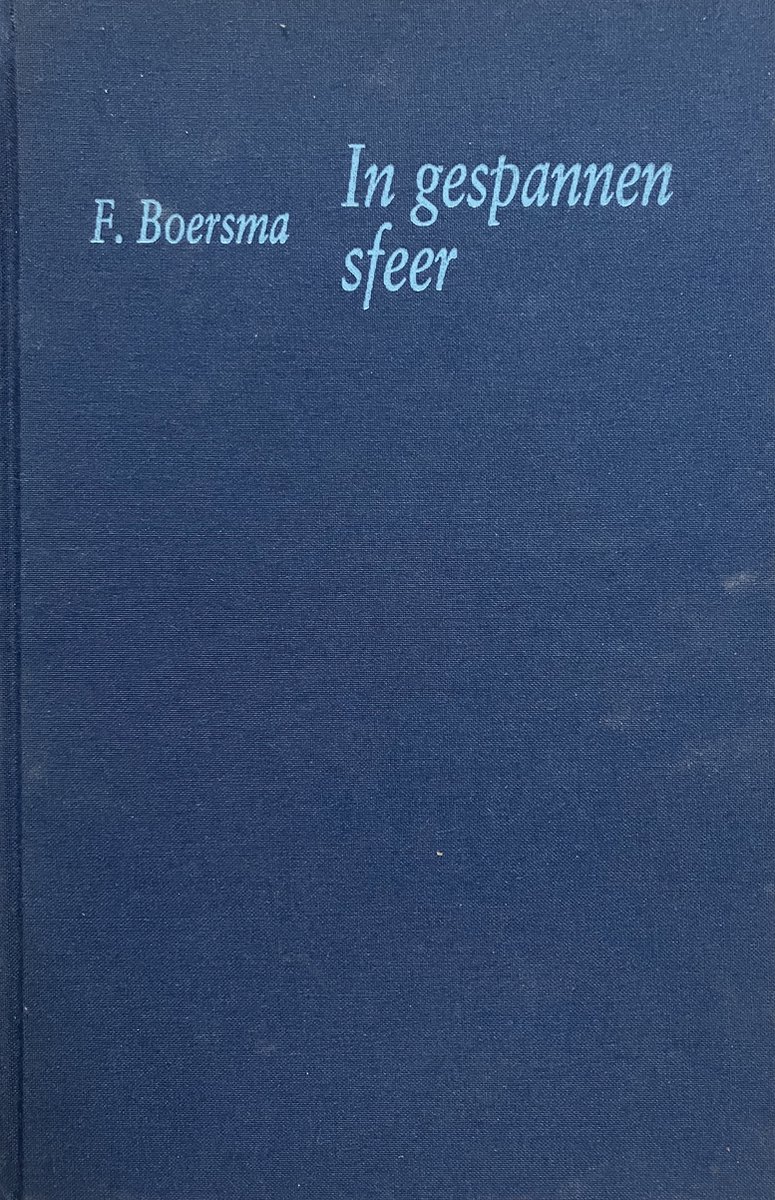 F. Boersma
In gespannen
sfeer